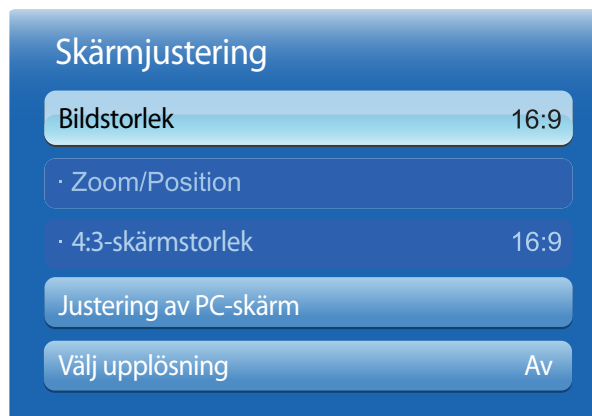 Skärmjustering
Bildstorlek 16:9
· Zoom/Position
· 4:3-skärmstorlek 16:9
Justering av PC-skärm
Välj upplösning Av